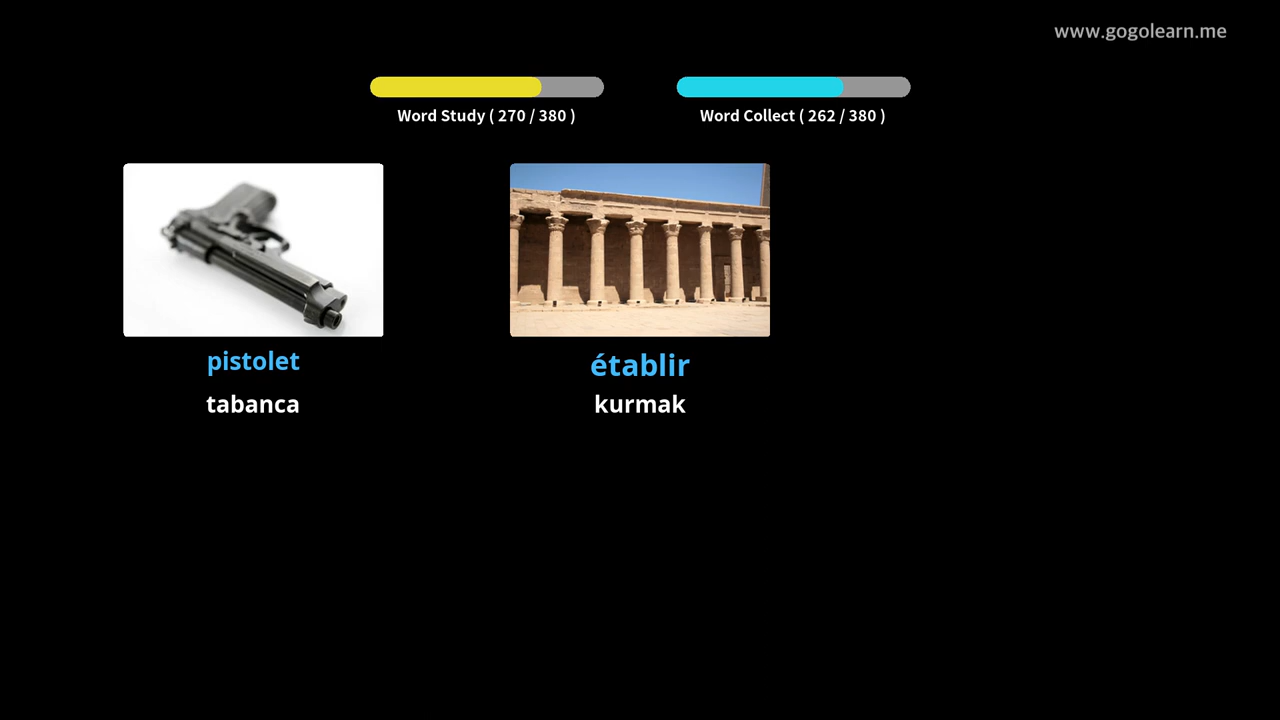 www.gogolearn.me
Word Study ( 270 / 380 )
Word Collect ( 262 / 380 )
pistolet
tabanca
établir
kurmak